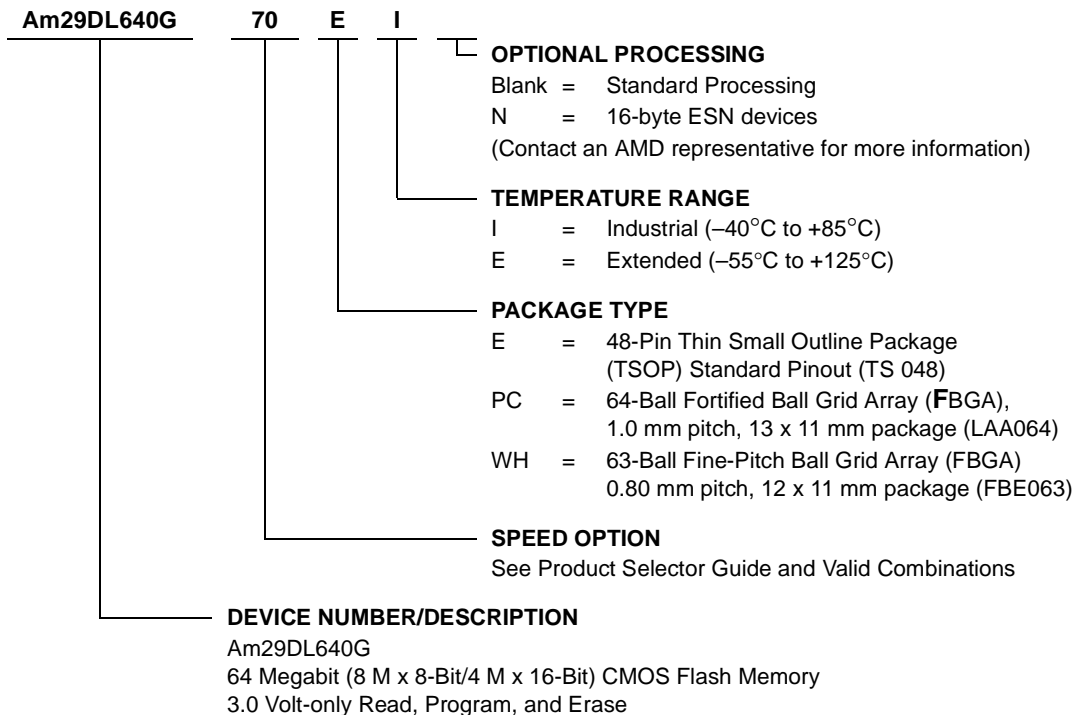 Am29DL640G 70 E I
OPTIONAL PROCESSING
Blank = Standard Processing
N = 16-byte ESN devices
(Contact an AMD representative for more information)
TEMPERATURE RANGE
I = Industrial (–40°C to +85°C)
E = Extended (–55°C to +125°C)
PACKAGE TYPE
E = 48-Pin Thin Small Outline Package
(TSOP) Standard Pinout (TS 048)
PC = 64-Ball Fortified Ball Grid Array (FBGA),
1.0 mm pitch, 13 x 11 mm package (LAA064)
WH = 63-Ball Fine-Pitch Ball Grid Array (FBGA)
0.80 mm pitch, 12 x 11 mm package (FBE063)
SPEED OPTION
See Product Selector Guide and Valid Combinations
DEVICE NUMBER/DESCRIPTION
Am29DL640G
64 Megabit (8 M x 8-Bit/4 M x 16-Bit) CMOS Flash Memory
3.0 Volt-only Read, Program, and Erase